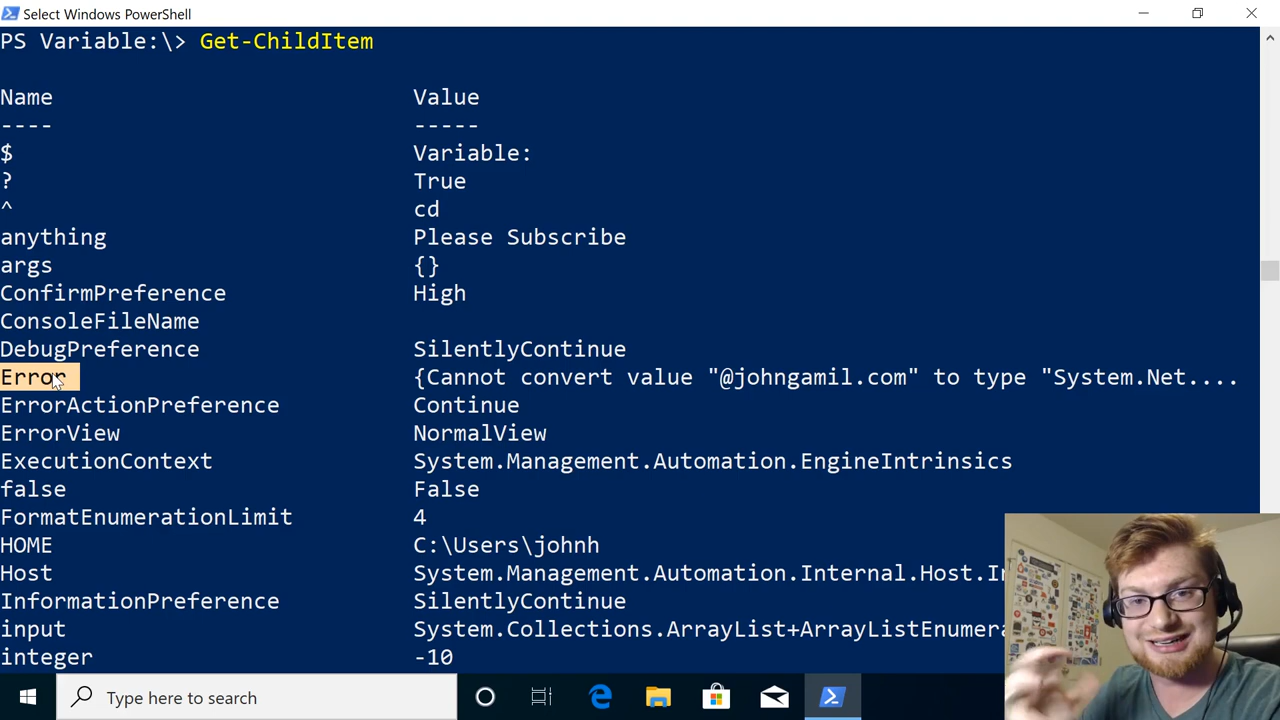 Select Windows PowerShell
PS Variable:\> Get-ChildItem
Name Value
---- -----
$ Variable:
? True
^ cd
anything Please Subscribe
args {}
ConfirmPreference High
ConsoleFileName
DebugPreference SilentlyContinue
Error {Cannot convert value "@johngamil.com" to type "System.Net....
ErrorActionPreference Continue
ErrorView NormalView
ExecutionContext System.Management.Automation.EngineIntrinsics
false False
FormatEnumerationLimit 4
HOME C:\Users\johnh
Host System.Management.Automation.Internal.Host.In
InformationPreference SilentlyContinue
input System.Collections.ArrayList+ArrayListEnumera
integer -10
Type here to search